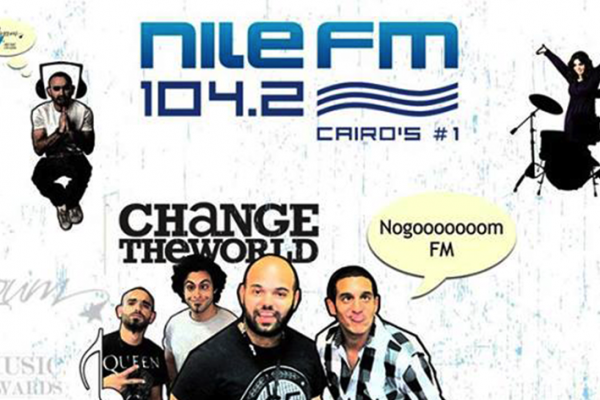 NILE FM
104.2
CAIRO'S #1
CHANGE
THE WORLD
Nogooooooom
FM
QUEEN
MUSIC
AWARDS